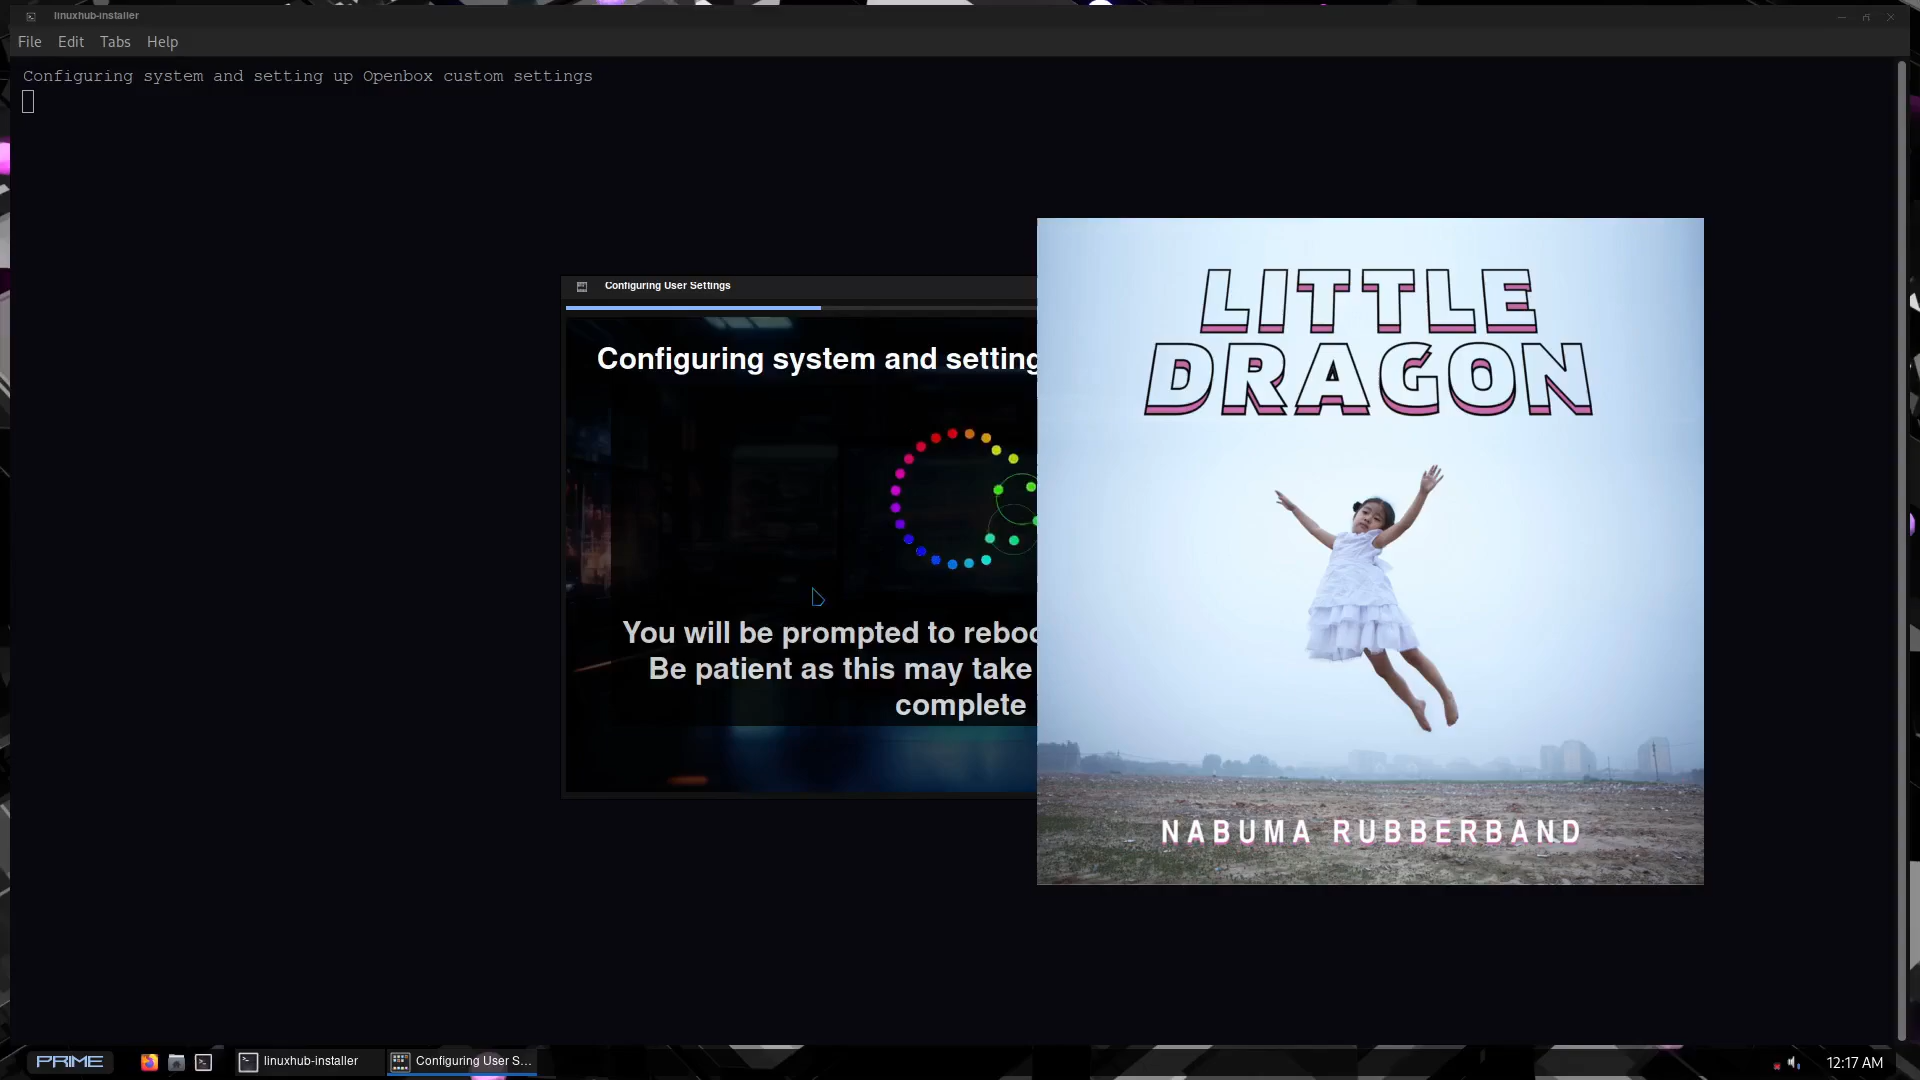 linuxhub-installer
File Edit Tabs Help
Configuring system and setting up Openbox custom settings
Configuring User Settings
Configuring system and setting
You will be prompted to reboo
Be patient as this may take
complete
LITTLE
DRAGON
NABUMA RUBBERBAND
PRIME
linuxhub-installer
Configuring User S...
12:17 AM